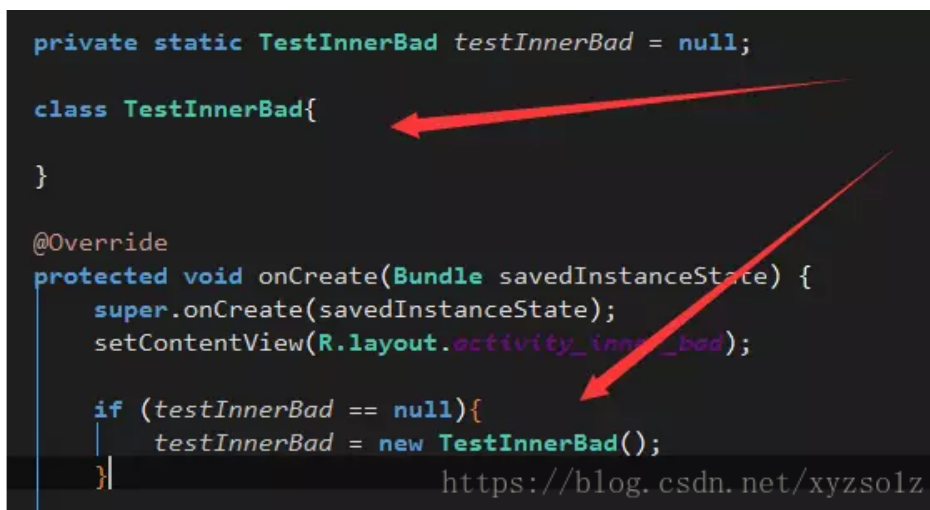 private static TestInnerBad testInnerBad = null;
class TestInnerBad{
}
@Override
protected void onCreate(Bundle savedInstanceState) {
super.onCreate(savedInstanceState);
setContentView(R.layout.activity_inner_bad);
if (testInnerBad == null){
testInnerBad = new TestInnerBad();
}
https://blog.csdn.net/xyzso1z